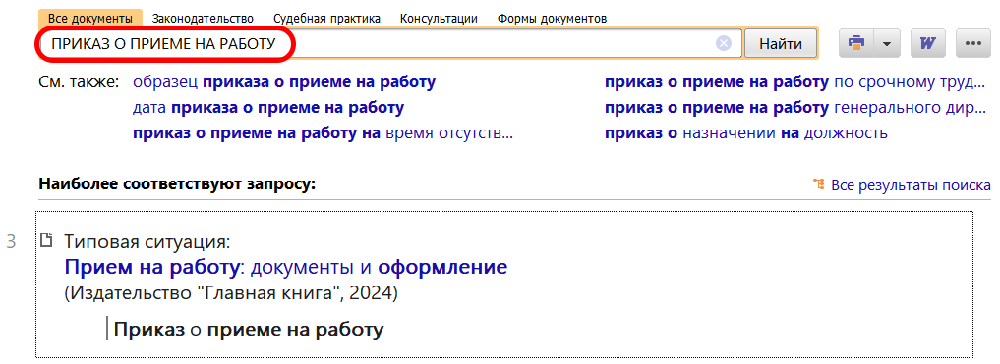 Все документы Законодательство Судебная практика Консультации Формы документов
ПРИКАЗ О ПРИЕМЕ НА РАБОТУ Найти W
См. также: образец приказа о приеме на работу приказ о приеме на работу по срочному труд...
дата приказа о приеме на работу приказ о приеме на работу генерального дир...
приказ о приеме на работу на время отсутств... приказ о назначении на должность
Наиболее соответствуют запросу: Все результаты поиска
3 Типовая ситуация:
Прием на работу: документы и оформление
(Издательство "Главная книга", 2024)
Приказ о приеме на работу